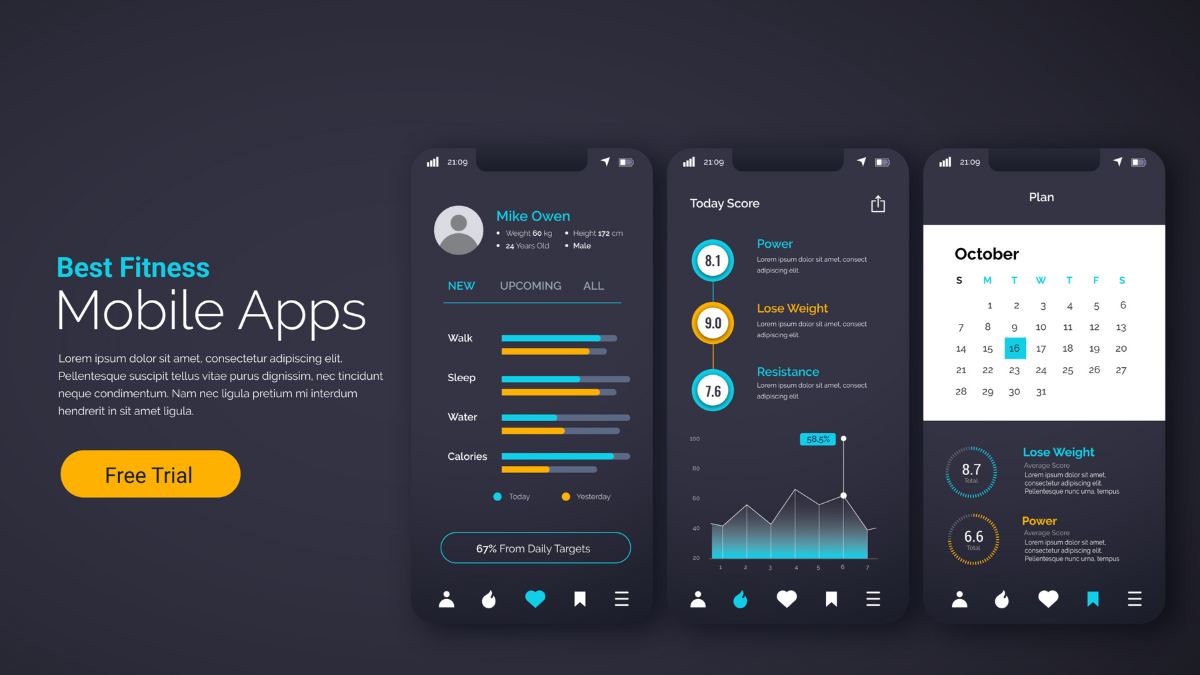 Best Fitness
Mobile Apps
Lorem ipsum dolor sit amet, consectetur adipiscing elit.
Pellentesque suscipit tellus vitae purus dignissim, nec tincidunt
neque condimentum. Nam nec ligula pretium mi interdum
hendrerit in sit amet ligula.
Free Trial
21:09
Mike Owen
• Weight 60 kg • Height 172 cm
• 24 Years Old • Male
NEW UPCOMING ALL
Walk
Sleep
Water
Calories
Today Yesterday
67% From Daily Targets
21:09
Today Score
8.1
Power
Lorem ipsum dolor sit amet, consect
adipiscing elit.
9.0
Lose Weight
Lorem ipsum dolor sit amet, consect
adipiscing elit.
7.6
Resistance
Lorem ipsum dolor sit amet, consect
adipiscing elit.
58.5%
100
80
60
40
20
1 2 3 4 5 6 7
21:09
Plan
October
S M T W T F S
1 2 3 4 5 6
7 8 9 10 11 12 13
14 15 16 17 18 19 20
21 22 23 24 25 26 27
28 29 30 31
8.7
Total
Lose Weight
Average Score
Lorem ipsum dolor sit amet,
consectetur adipiscing elit.
Pellentesque nunc urna, tempus
6.6
Total
Power
Average Score
Lorem ipsum dolor sit amet,
consectetur adipiscing elit.
Pellentesque nunc urna, tempus